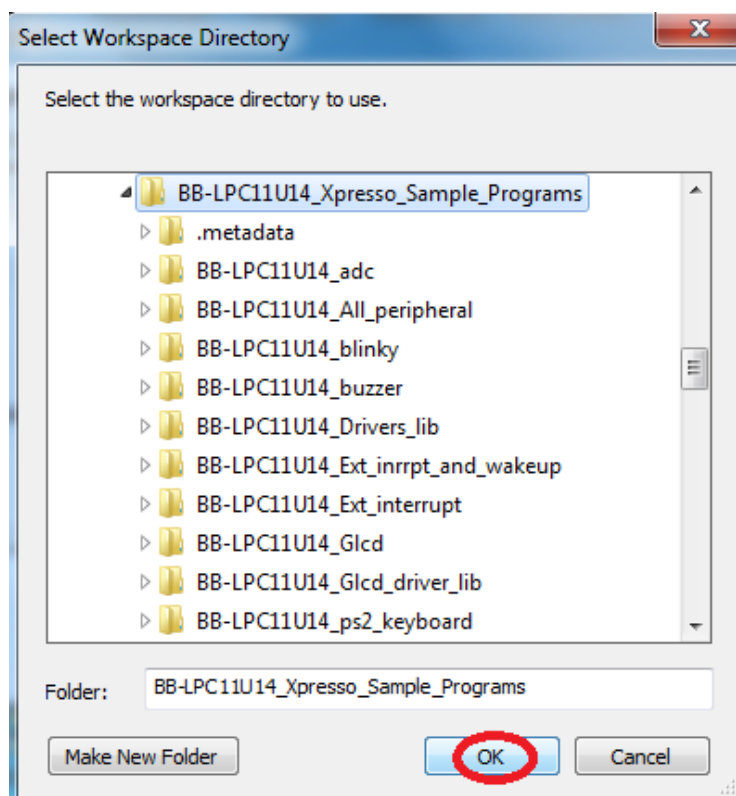 Select Workspace Directory
Select the workspace directory to use.
BB-LPC11U14_Xpresso_Sample_Programs
.metadata
BB-LPC11U14_adc
BB-LPC11U14_All_peripheral
BB-LPC11U14_blinky
BB-LPC11U14_buzzer
BB-LPC11U14_Drivers_lib
BB-LPC11U14_Ext_inrrpt_and_wakeup
BB-LPC11U14_Ext_interrupt
BB-LPC11U14_Glcd
BB-LPC11U14_Glcd_driver_lib
BB-LPC11U14_ps2_keyboard
Folder: BB-LPC11U14_Xpresso_Sample_Programs
Make New Folder OK Cancel